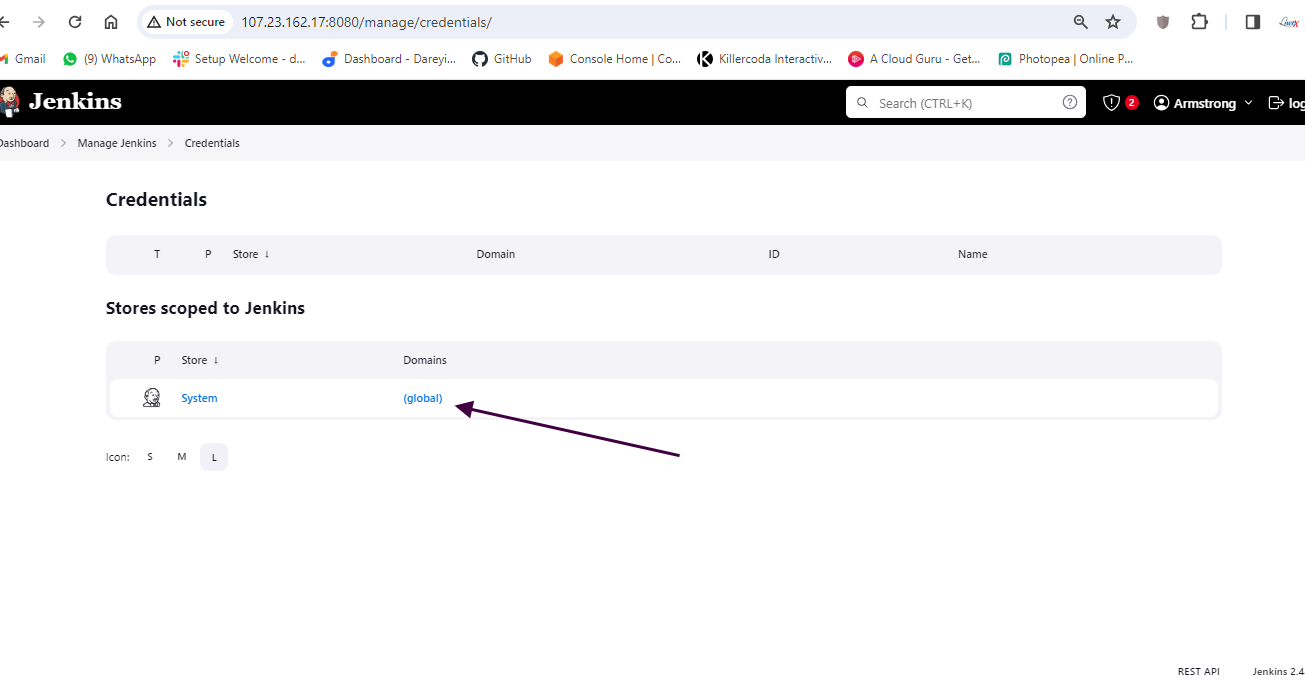 Not secure 107.23.162.17:8080/manage/credentials/
Gmail (9) WhatsApp Setup Welcome - d... Dashboard - Dareyi... GitHub Console Home | Co... Killercoda Interactiv... A Cloud Guru - Get... Photopea | Online P...
Jenkins Search (CTRL+K) 2 Armstrong log
Dashboard Manage Jenkins Credentials
Credentials
T P Store ↓ Domain ID Name
Stores scoped to Jenkins
P Store ↓ Domains
System (global)
Icon: S M L
REST API Jenkins 2.4